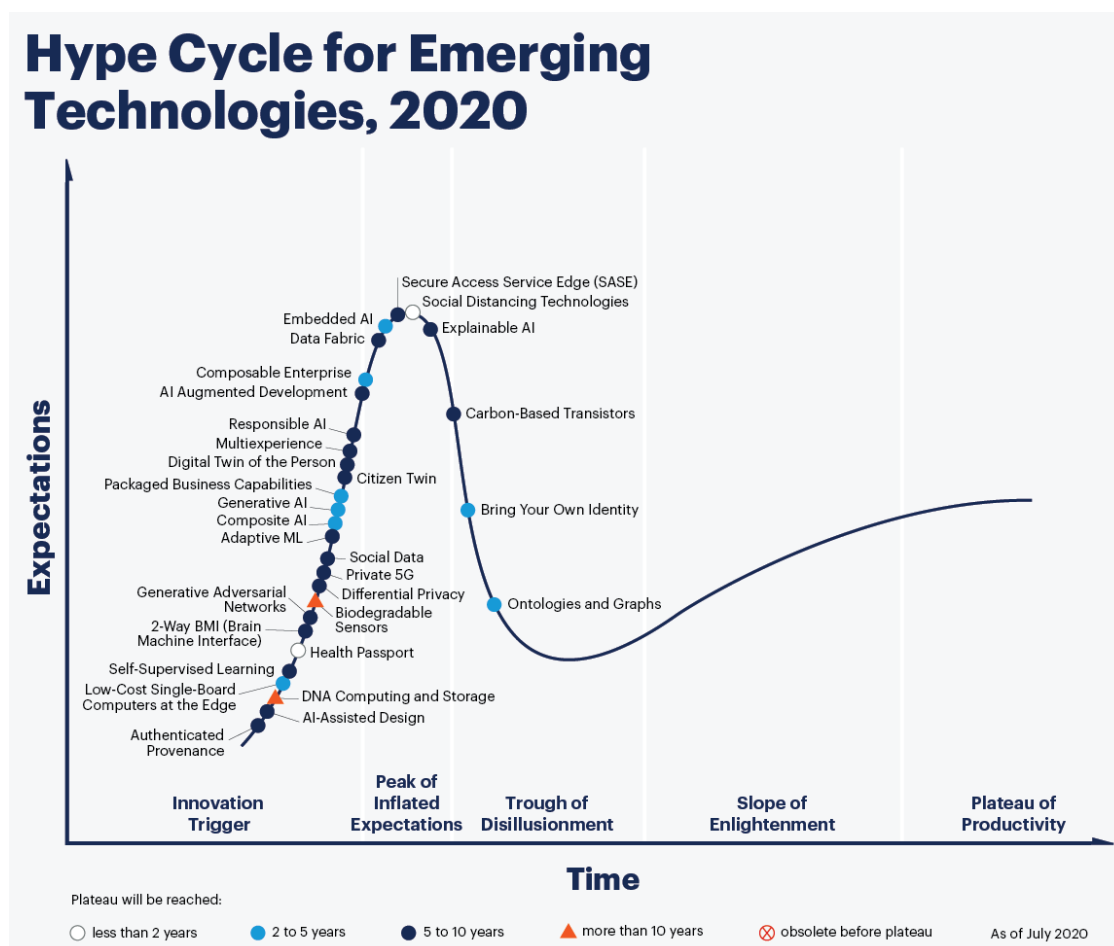 Hype Cycle for Emerging
Technologies, 2020
Expectations
Secure Access Service Edge (SASE)
Social Distancing Technologies
Embedded AI
Explainable AI
Data Fabric
Composable Enterprise
AI Augmented Development
Carbon-Based Transistors
Responsible AI
Multiexperience
Digital Twin of the Person
Citizen Twin
Packaged Business Capabilities
Generative AI
Bring Your Own Identity
Composite AI
Adaptive ML
Social Data
Private 5G
Differential Privacy
Generative Adversarial
Networks
Biodegradable
Sensors
Ontologies and Graphs
2-Way BMI (Brain
Machine Interface)
Health Passport
Self-Supervised Learning
Low-Cost Single-Board
Computers at the Edge
DNA Computing and Storage
AI-Assisted Design
Authenticated
Provenance
Innovation
Trigger
Peak of
Inflated
Expectations
Trough of
Disillusionment
Slope of
Enlightenment
Plateau of
Productivity
Time
Plateau will be reached:
less than 2 years
2 to 5 years
5 to 10 years
more than 10 years
obsolete before plateau
As of July 2020